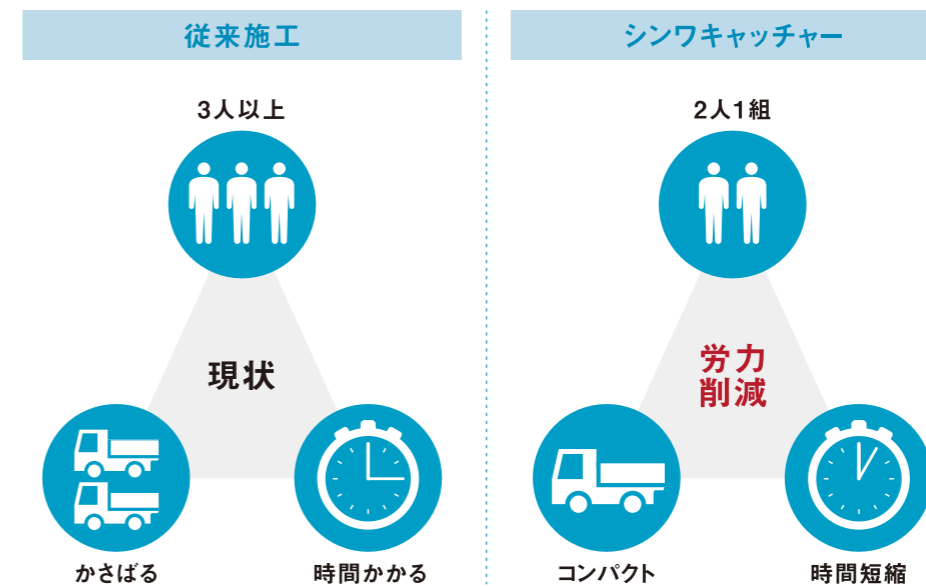 従来施工
3人以上
現状
かさばる
時間かかる
シンワキャッチャー
2人1組
労力
削減
コンパクト
時間短縮